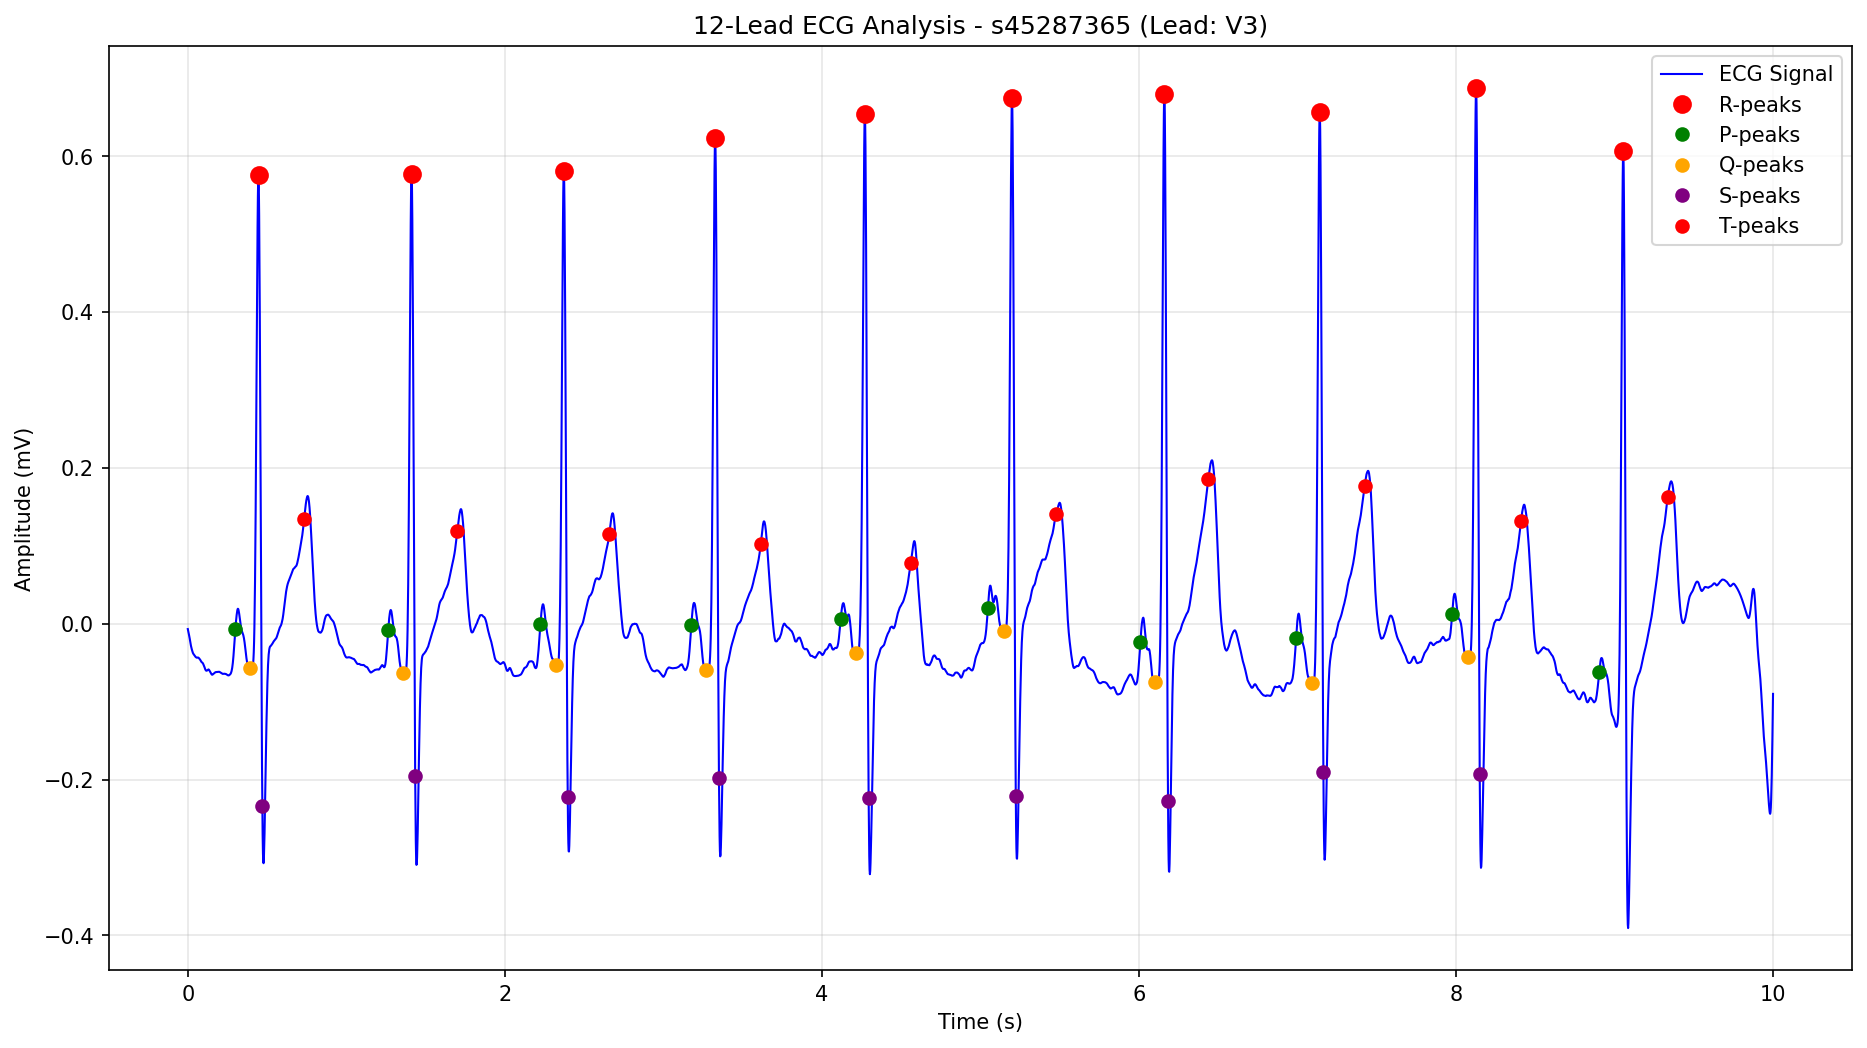 12-Lead ECG Analysis - s45287365 (Lead: V3)
ECG Signal
R-peaks
P-peaks
Q-peaks
S-peaks
T-peaks
Amplitude (mV)
0.6
0.4
0.2
0.0
−0.2
−0.4
0 2 4 6 8 10
Time (s)